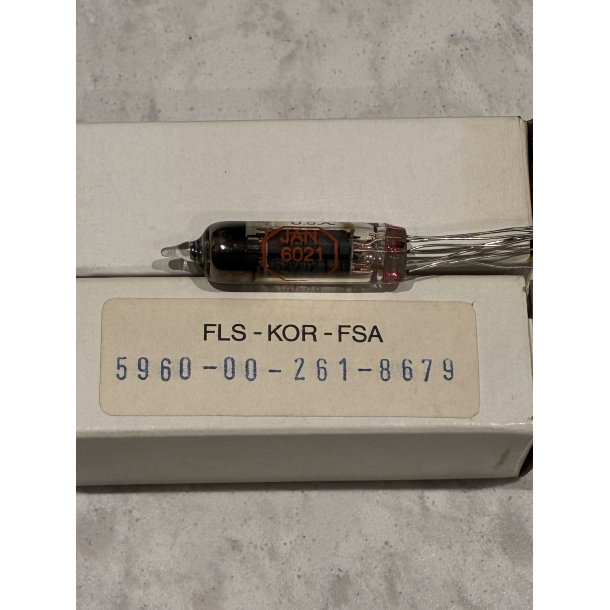 U.S.A.
JAN
6021
FLS-KOR-FSA
5960-00-261-8679